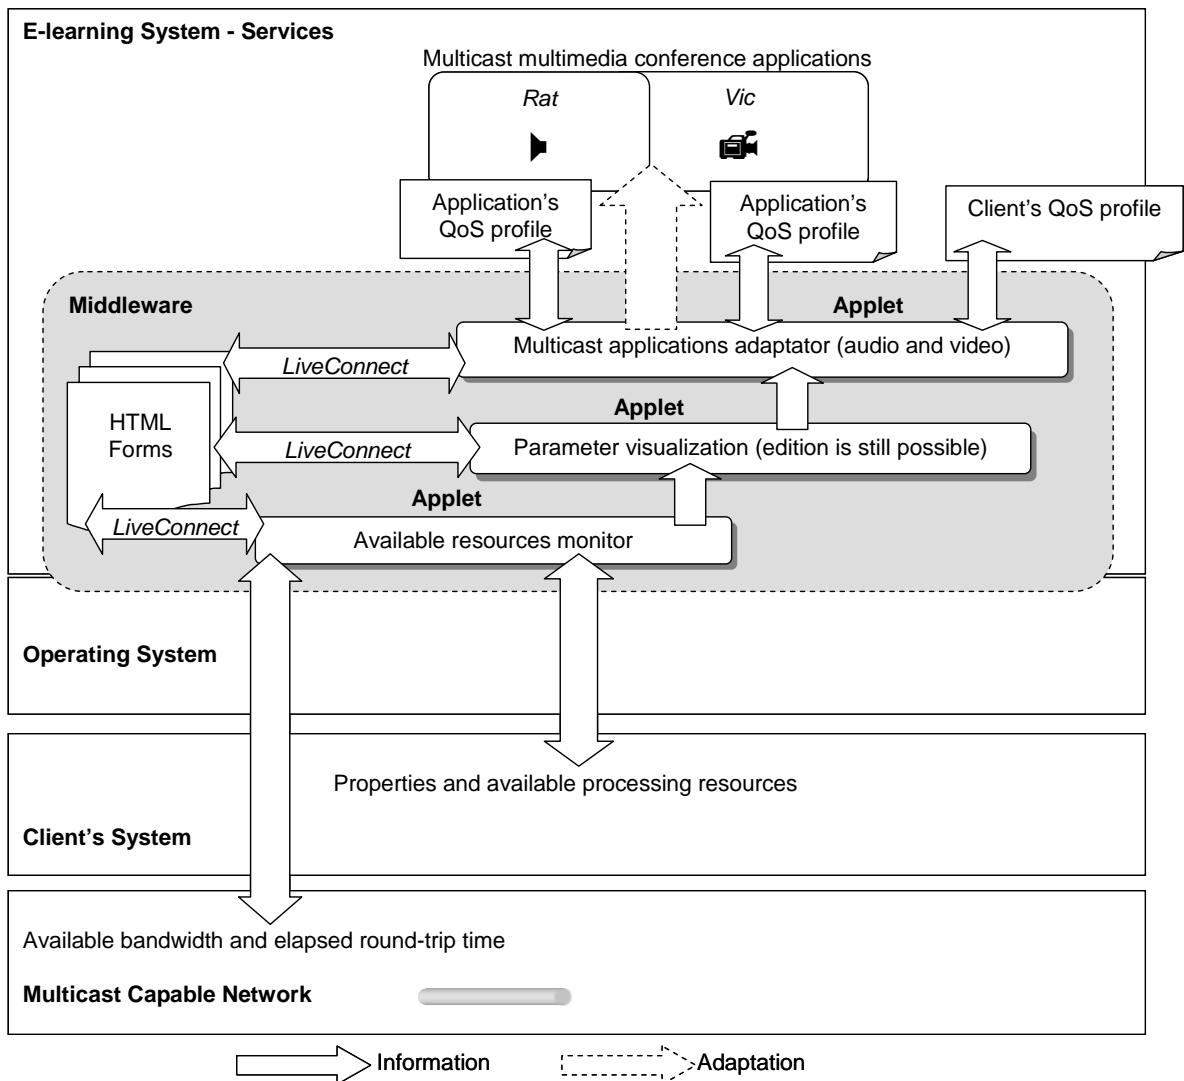 E-learning System - Services
Multicast multimedia conference applications
Rat
Vic
Application's
QoS profile
Application's
QoS profile
Client's QoS profile
Middleware
Applet
LiveConnect
Multicast applications adaptator (audio and video)
Applet
HTML
Forms
LiveConnect
Parameter visualization (edition is still possible)
Applet
LiveConnect
Available resources monitor
Operating System
Properties and available processing resources
Client's System
Available bandwidth and elapsed round-trip time
Multicast Capable Network
Information
Adaptation